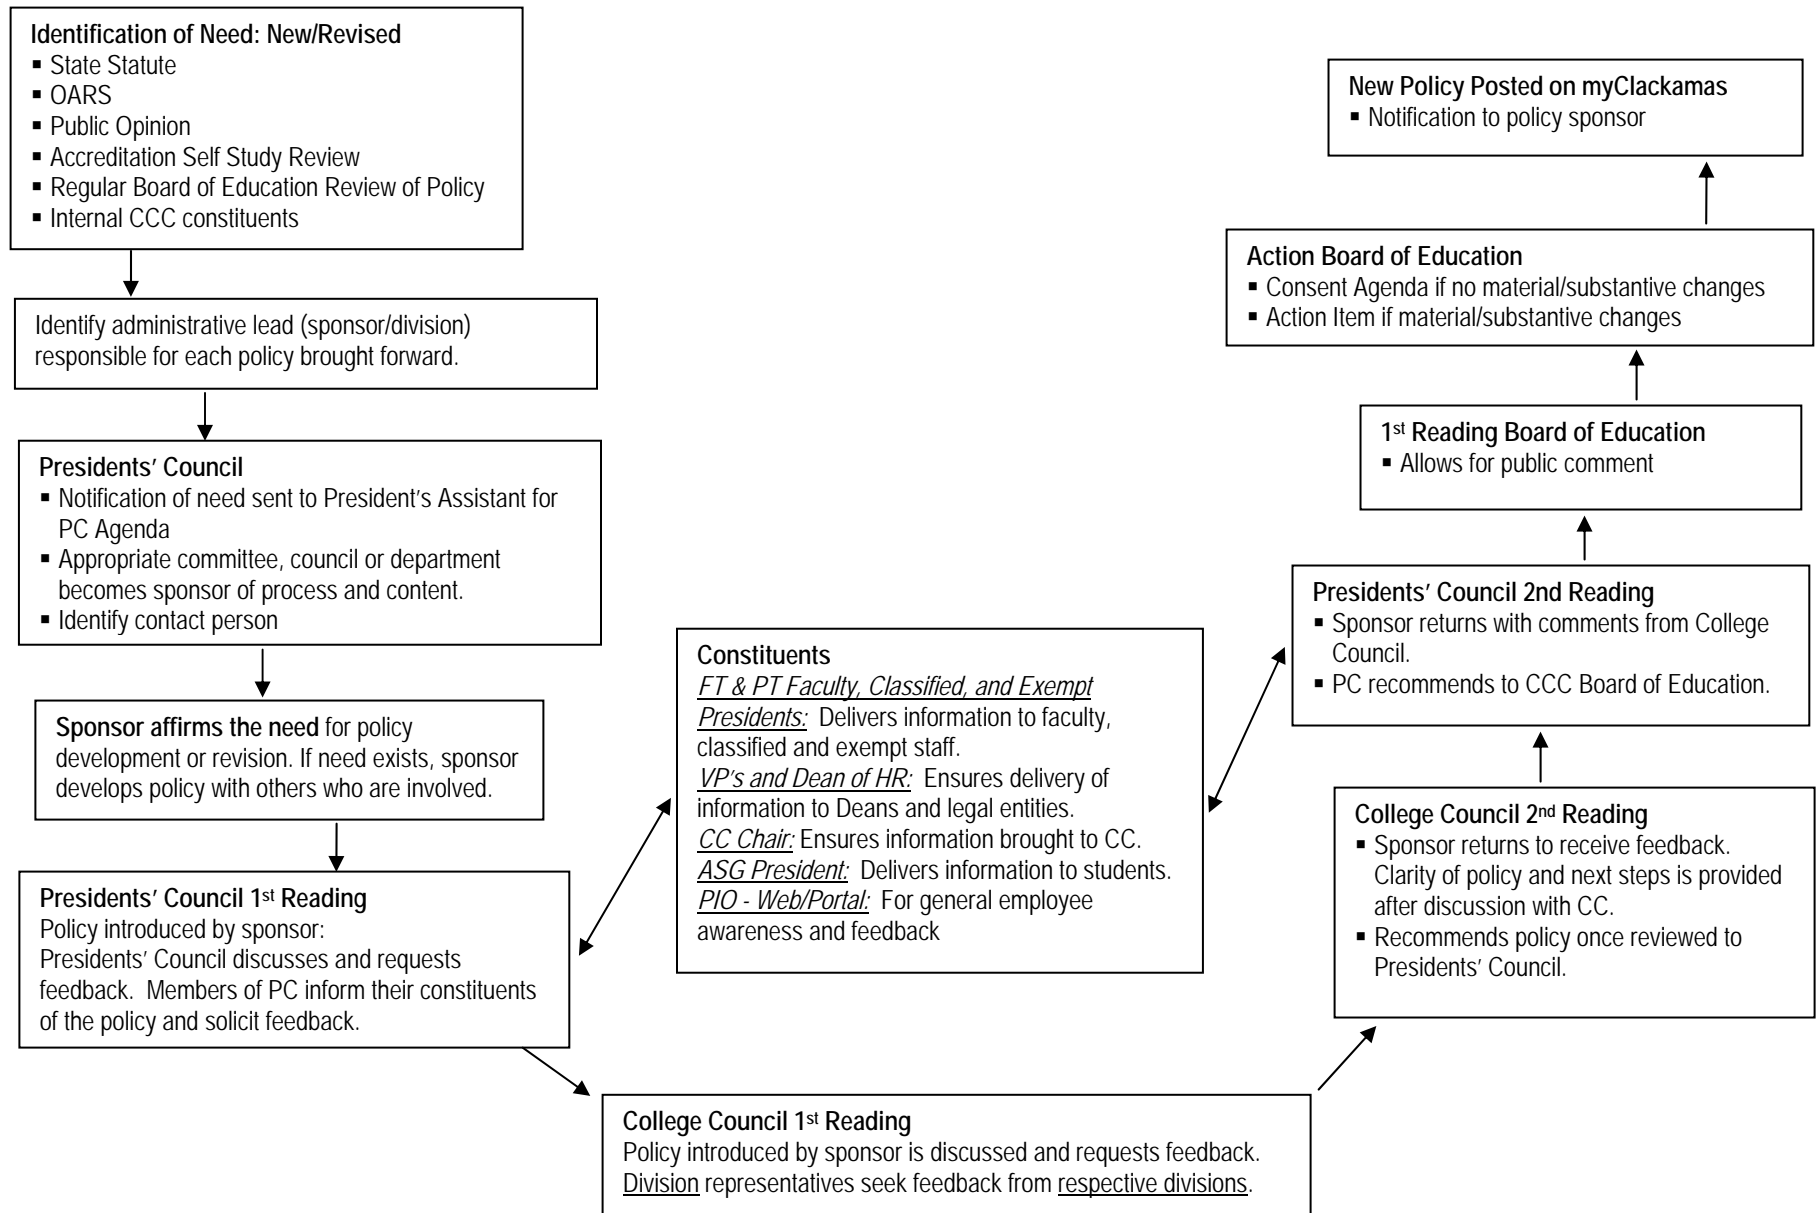 Identification of Need: New/Revised
▪ State Statute
▪ OARS
▪ Public Opinion
▪ Accreditation Self Study Review
▪ Regular Board of Education Review of Policy
▪ Internal CCC constituents
Identify administrative lead (sponsor/division)
responsible for each policy brought forward.
Presidents' Council
▪ Notification of need sent to President's Assistant for
PC Agenda
▪ Appropriate committee, council or department
becomes sponsor of process and content.
▪ Identify contact person
Sponsor affirms the need for policy
development or revision. If need exists, sponsor
develops policy with others who are involved.
Presidents' Council 1st Reading
Policy introduced by sponsor:
Presidents' Council discusses and requests
feedback.  Members of PC inform their constituents
of the policy and solicit feedback.
College Council 1st Reading
Policy introduced by sponsor is discussed and requests feedback.
Division representatives seek feedback from respective divisions.
Constituents
FT & PT Faculty, Classified, and Exempt
Presidents:  Delivers information to faculty,
classified and exempt staff.
VP's and Dean of HR:  Ensures delivery of
information to Deans and legal entities.
CC Chair: Ensures information brought to CC.
ASG President:  Delivers information to students.
PIO - Web/Portal:  For general employee
awareness and feedback
College Council 2nd Reading
▪ Sponsor returns to receive feedback.
Clarity of policy and next steps is provided
after discussion with CC.
▪ Recommends policy once reviewed to
Presidents' Council.
Presidents' Council 2nd Reading
▪ Sponsor returns with comments from College
Council.
▪ PC recommends to CCC Board of Education.
1st Reading Board of Education
▪ Allows for public comment
Action Board of Education
▪ Consent Agenda if no material/substantive changes
▪ Action Item if material/substantive changes
New Policy Posted on myClackamas
▪ Notification to policy sponsor